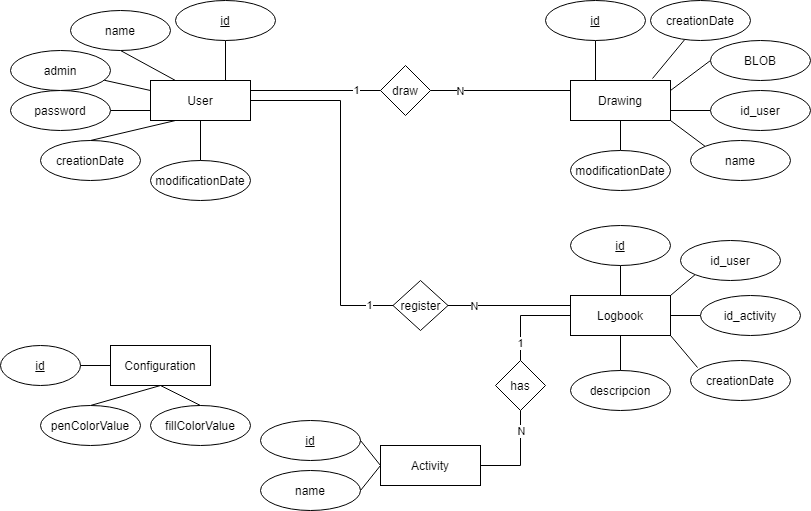 id
id
creationDate
name
BLOB
admin
User
1
draw
N
Drawing
password
id_user
creationDate
name
modificationDate
modificationDate
id
id_user
1
register
N
Logbook
id_activity
1
id
Configuration
creationDate
has
descripcion
penColorValue
fillColorValue
N
id
Activity
name